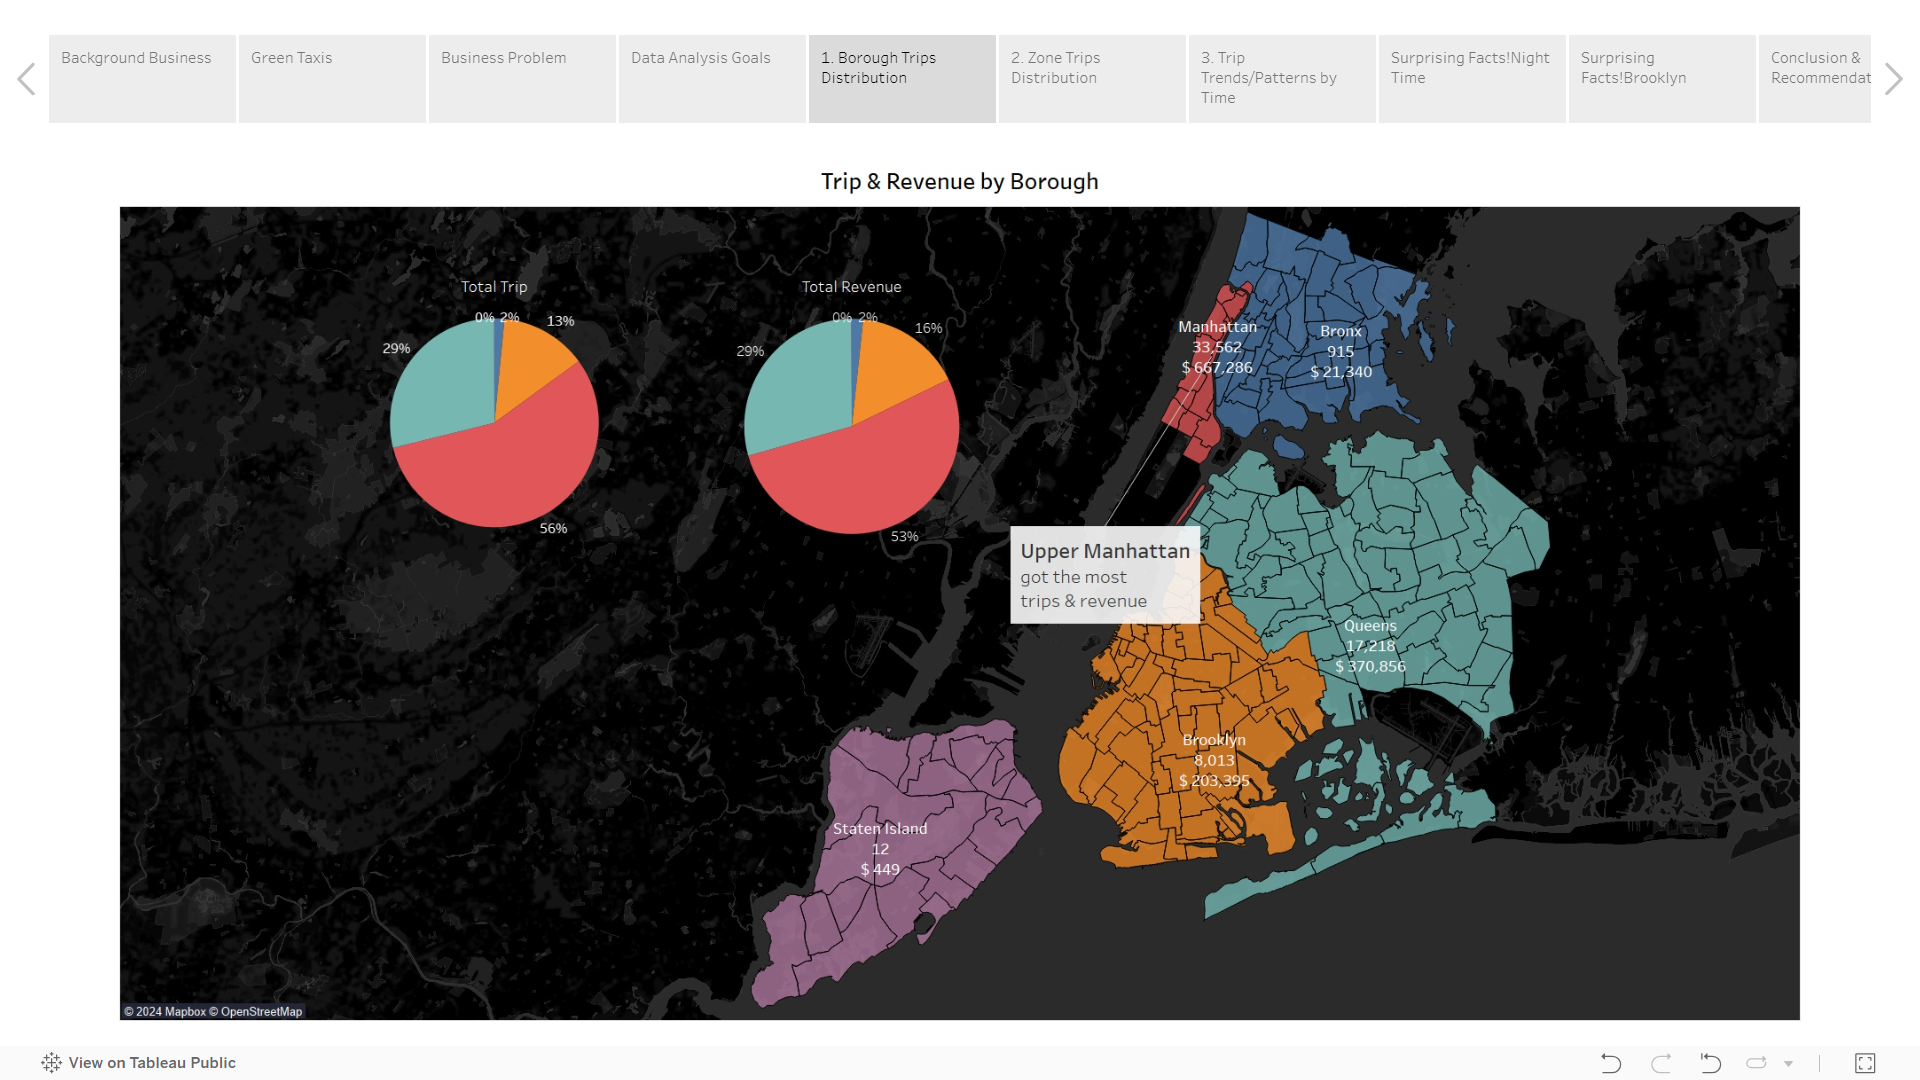 Background Business
Green Taxis
Business Problem
Data Analysis Goals
1. Borough Trips
Distribution
2. Zone Trips
Distribution
3. Trip
Trends/Patterns by
Time
Surprising Facts!Night
Time
Surprising
Facts!Brooklyn
Conclusion &
Recommendat
Trip & Revenue by Borough
Total Trip
0% 2%
13%
29%
56%
Total Revenue
0% 2%
16%
29%
53%
Manhattan
33,562
$ 667,286
Bronx
915
$ 21,340
Upper Manhattan
got the most
trips & revenue
Queens
17,218
$ 370,856
Brooklyn
8,013
$ 203,395
Staten Island
12
$ 449
© 2024 Mapbox © OpenStreetMap
View on Tableau Public